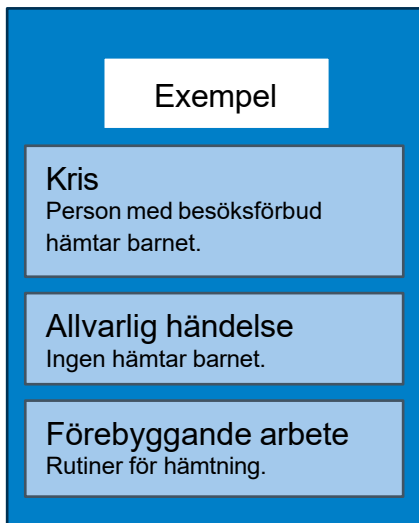 Exempel
Kris
Person med besöksförbud
hämtar barnet.
Allvarlig händelse
Ingen hämtar barnet.
Förebyggande arbete
Rutiner för hämtning.